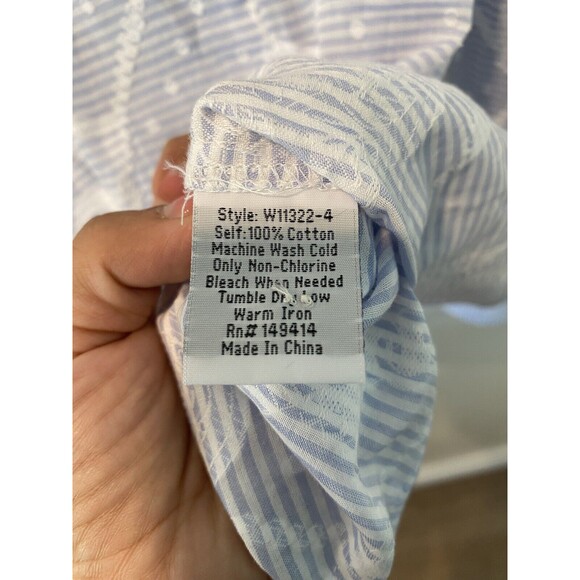 Style: W11322-4
Self:100% Cotton
Machine Wash Cold
Only Non-Chlorine
Bleach When Needed
Tumble Dry Low
Warm Iron
Rn# 149414
Made In China